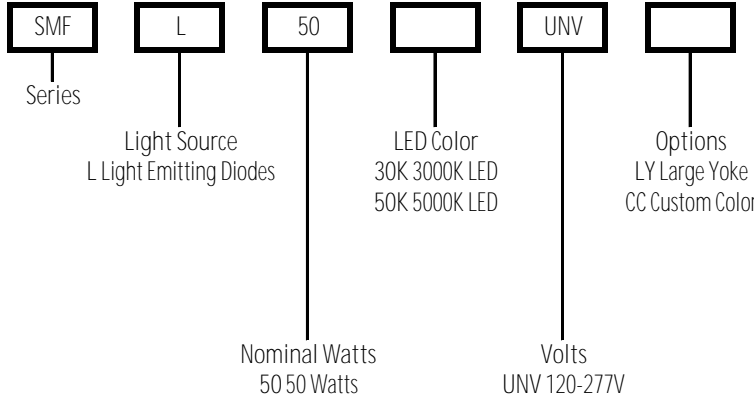 SMF
L
50
UNV
Series
Light Source
L Light Emitting Diodes
LED Color
30K 3000K LED
50K 5000K LED
Options
LY Large Yoke
CC Custom Color
Nominal Watts
50 50 Watts
Volts
UNV 120-277V